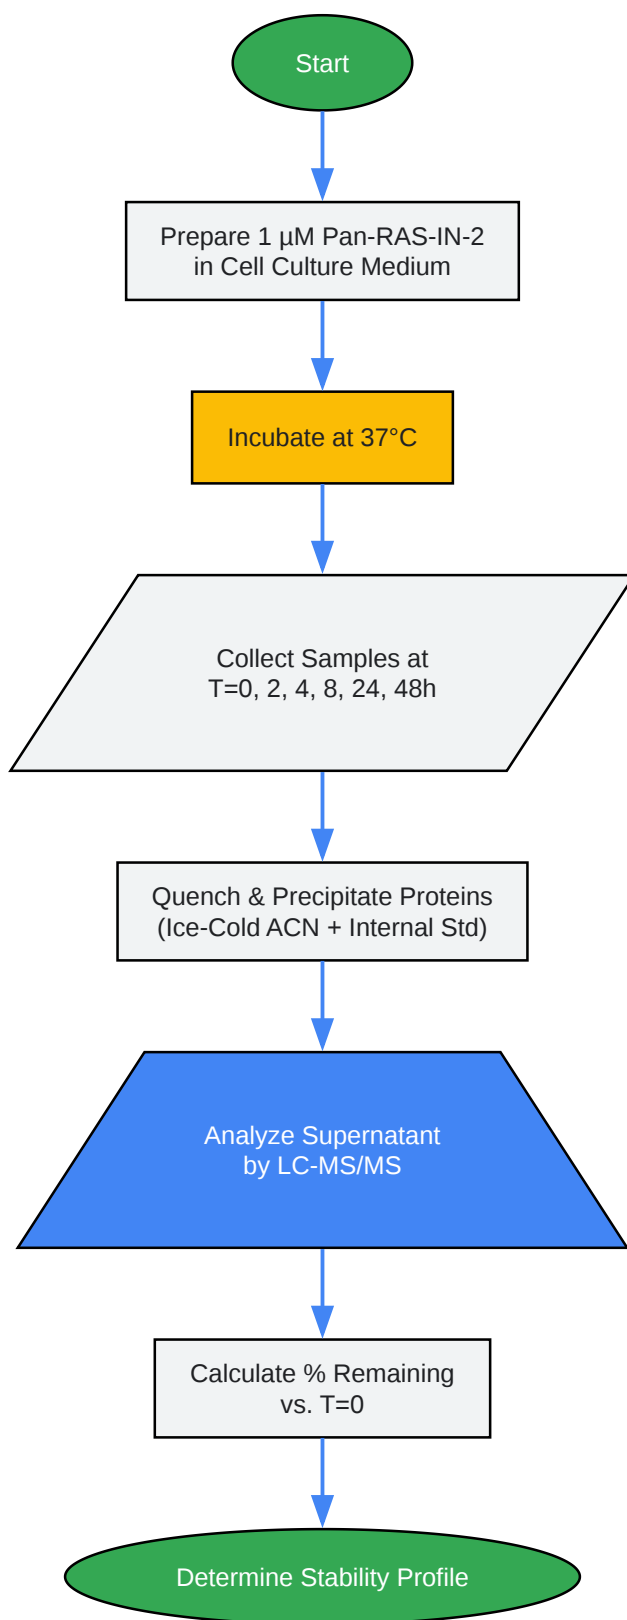 Start
Prepare 1 µM Pan-RAS-IN-2
in Cell Culture Medium
Incubate at 37°C
Collect Samples at
T=0, 2, 4, 8, 24, 48h
Quench & Precipitate Proteins
(Ice-Cold ACN + Internal Std)
Analyze Supernatant
by LC-MS/MS
Calculate % Remaining
vs. T=0
Determine Stability Profile